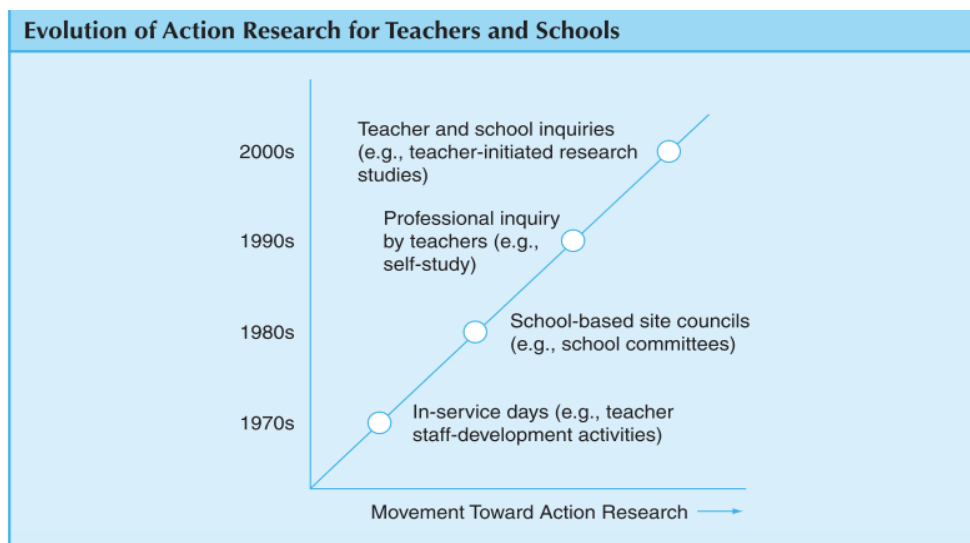 Evolution of Action Research for Teachers and Schools
2000s
Teacher and school inquiries
(e.g., teacher-initiated research
studies)
1990s
Professional inquiry
by teachers (e.g.,
self-study)
1980s
School-based site councils
(e.g., school committees)
1970s
In-service days (e.g., teacher
staff-development activities)
Movement Toward Action Research